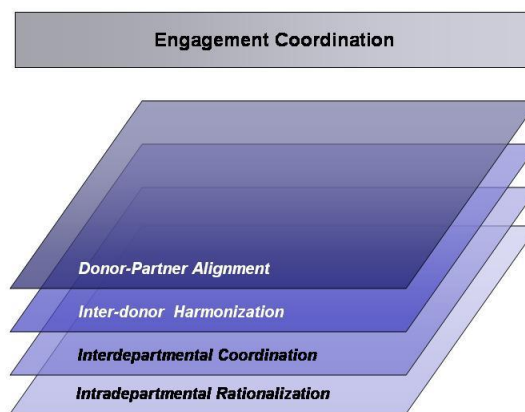 Engagement Coordination
Donor-Partner Alignment
Inter-donor Harmonization
Interdepartmental Coordination
Intradepartmental Rationalization